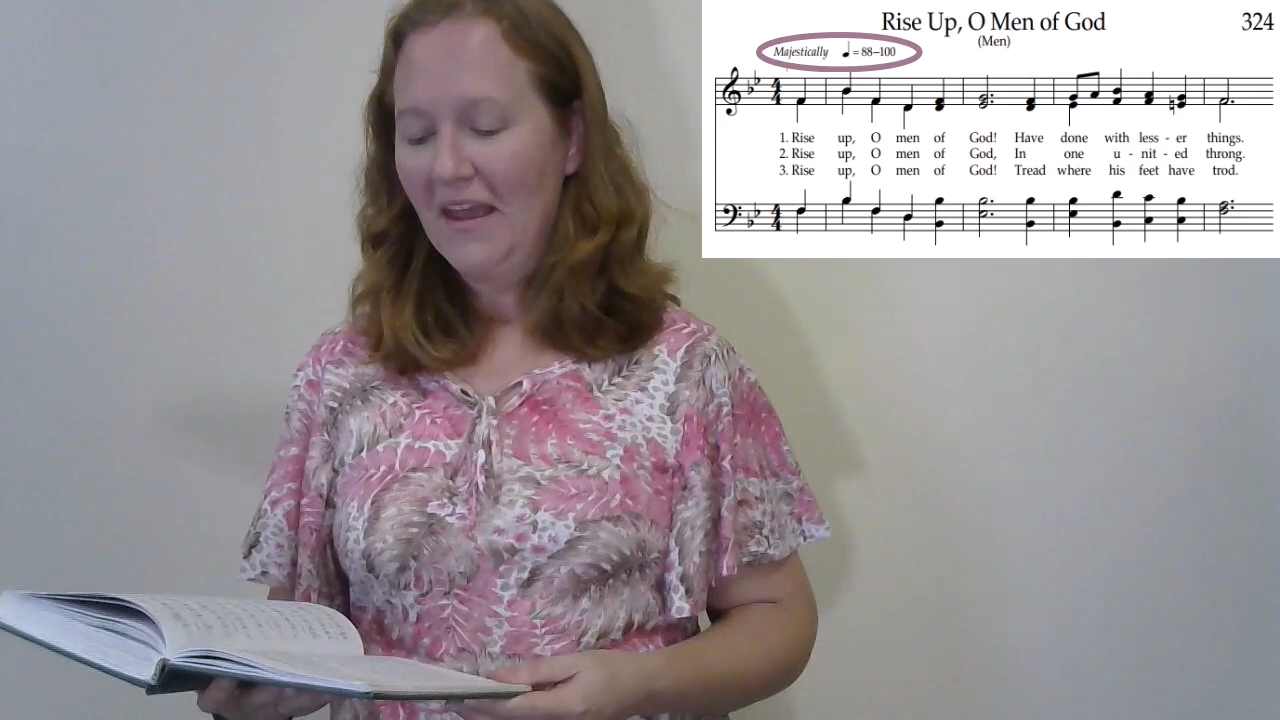 Rise Up, O Men of God 324
(Men)
Majestically ♩ = 88–100
1. Rise up, O men of God! Have done with less - er things.
2. Rise up, O men of God, In one u - nit - ed throng.
3. Rise up, O men of God! Tread where his feet have trod.